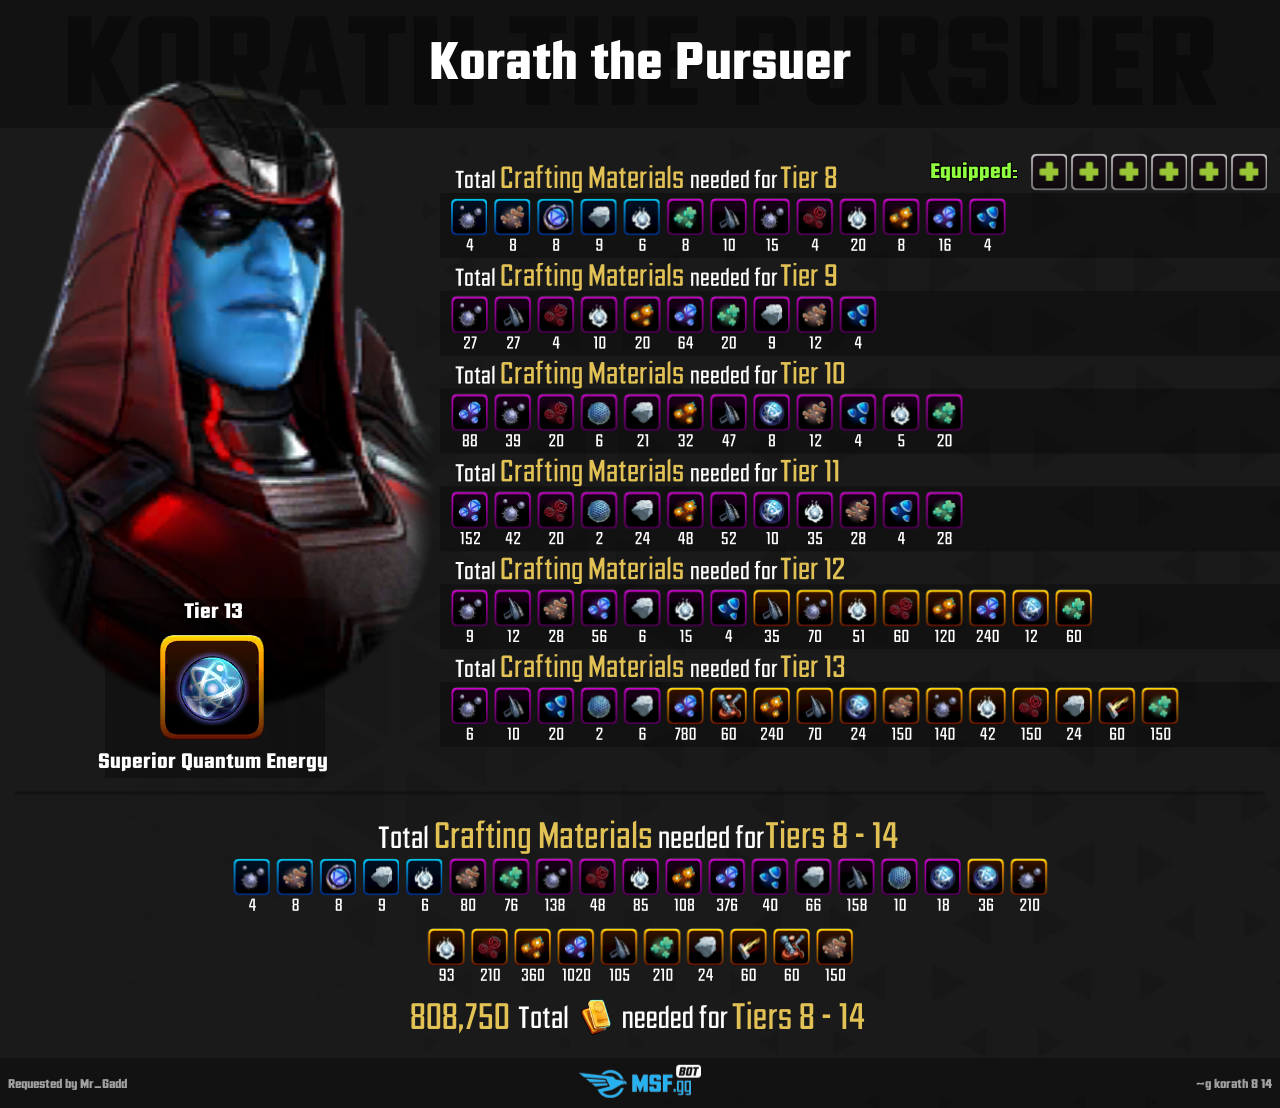 Korath the Pursuer
Equipped:
Total Crafting Materials needed for Tier 8
4 8 8 9 6 8 10 15 4 20 8 16 4
Total Crafting Materials needed for Tier 9
27 27 4 10 20 64 20 9 12 4
Total Crafting Materials needed for Tier 10
88 39 20 6 21 32 47 8 12 4 5 20
Total Crafting Materials needed for Tier 11
152 42 20 2 24 48 52 10 35 28 4 28
Total Crafting Materials needed for Tier 12
9 12 28 56 6 15 4 35 70 51 60 120 240 12 60
Total Crafting Materials needed for Tier 13
6 10 20 2 6 780 60 240 70 24 150 140 42 150 24 60 150
Tier 13
Superior Quantum Energy
Total Crafting Materials needed for Tiers 8 - 14
4 8 8 9 6 80 76 138 48 85 108 376 40 66 158 10 18 36 210
93 210 360 1020 105 210 24 60 60 150
808,750 Total needed for Tiers 8 - 14
Requested by Mr_Gadd
MSF.gg BOT
~g korath 8 14